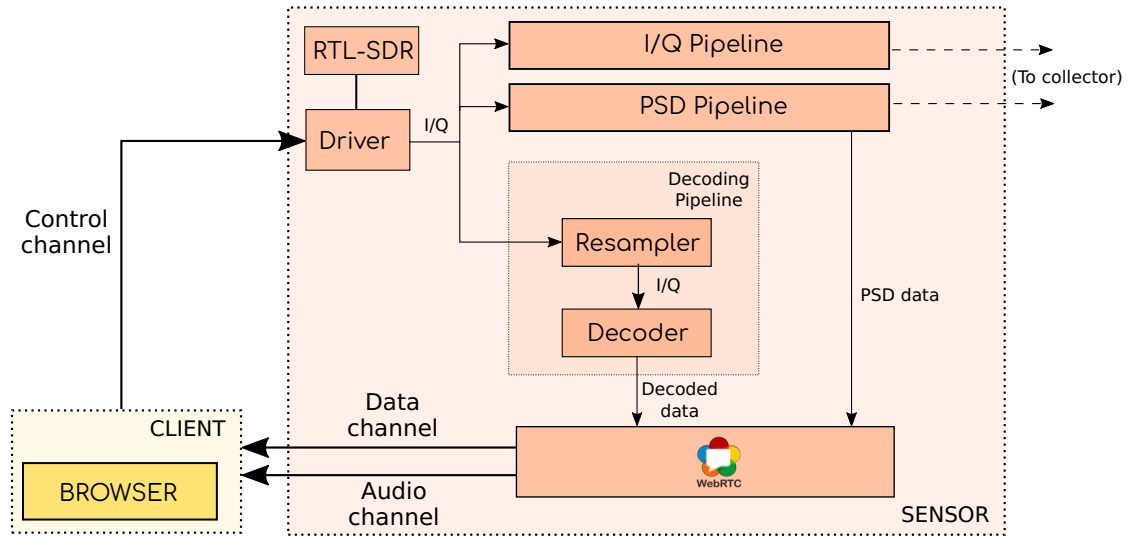 RTL-SDR
I/Q Pipeline
(To collector)
PSD Pipeline
Driver
I/Q
Decoding
Pipeline
Control
channel
Resampler
I/Q
PSD data
Decoder
Decoded
data
Data
channel
CLIENT
BROWSER
WebRTC
Audio
channel
SENSOR